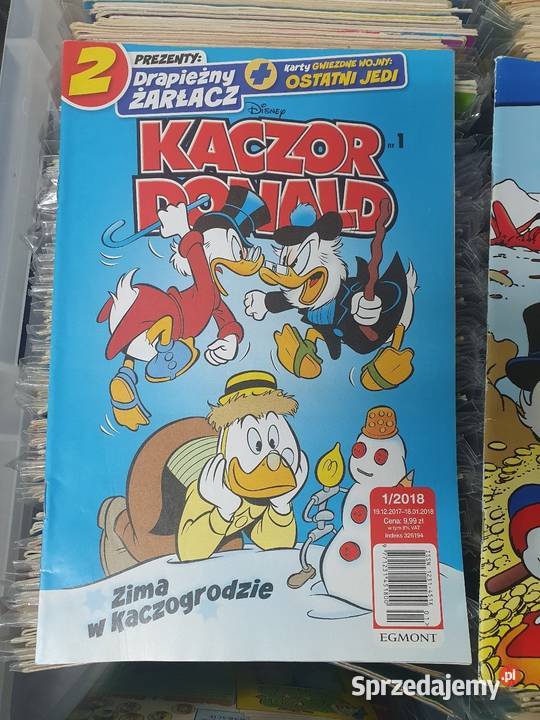 2
PREZENTY:
Drapieżny
ŻARŁACZ
+
Karty GWIEZDNE WOJNY:
OSTATNI JEDI
Disney
KACZOR
nr 1
DONALD
1/2018
19.12.2017–18.01.2018
Cena: 9,99 zł
w tym 8% VAT
Indeks 326194
EGMONT
Zima
w Kaczogrodzie
Sprzedajemy.pl